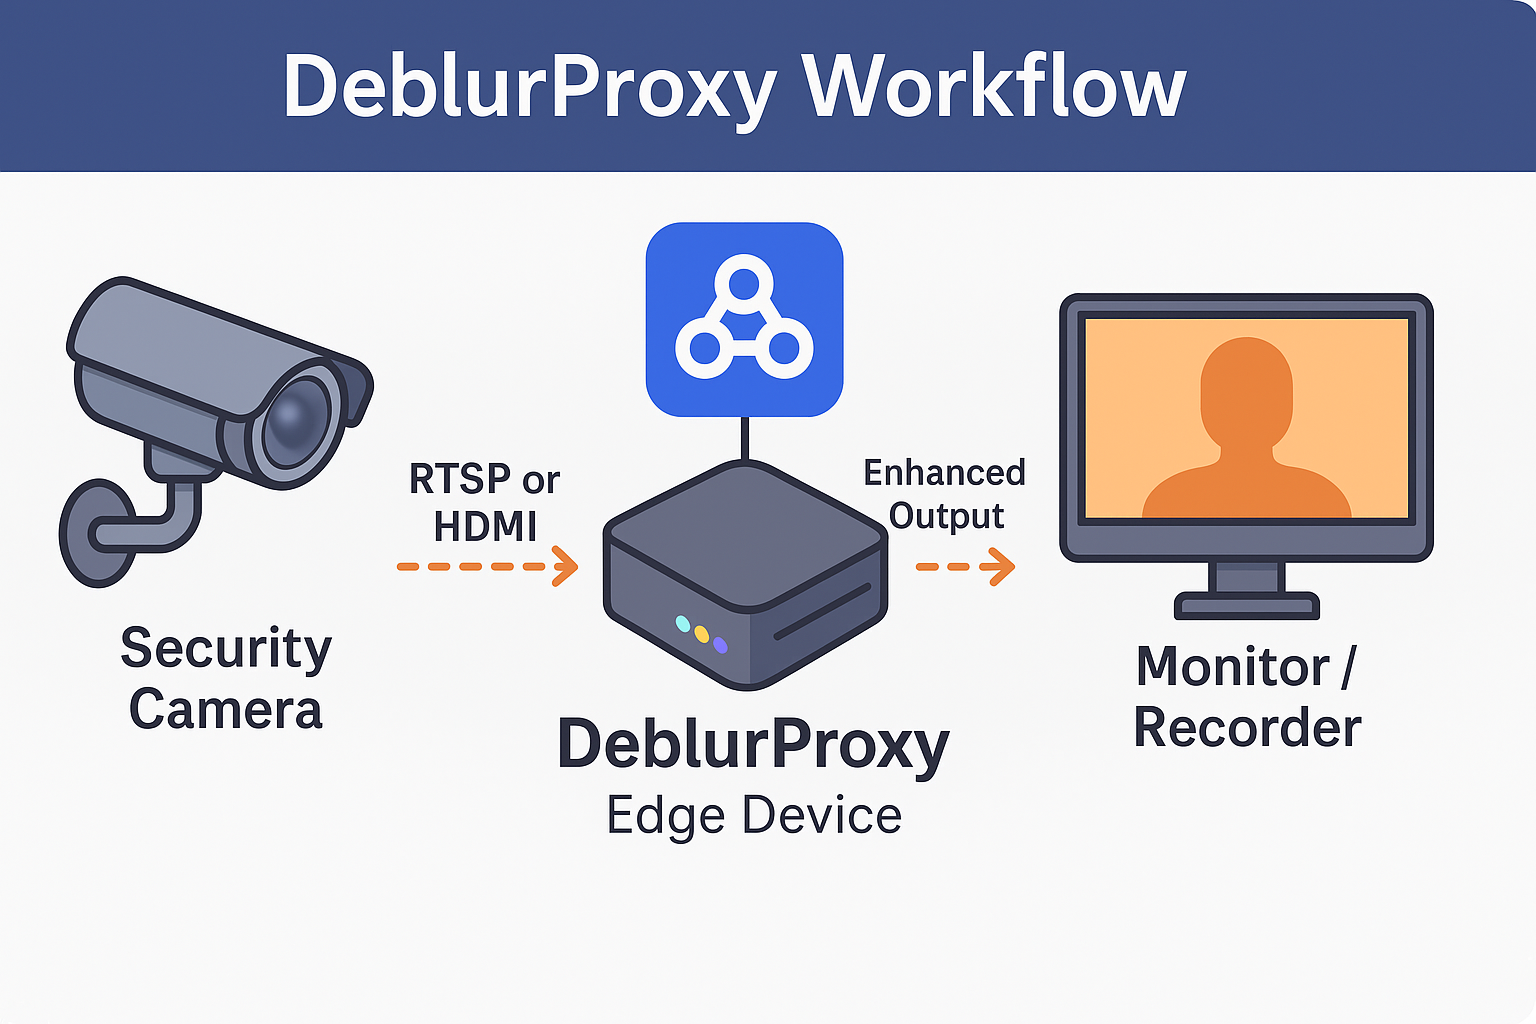 DeblurProxy Workflow
RTSP or
HDMI
Enhanced
Output
Security
Camera
DeblurProxy
Edge Device
Monitor /
Recorder